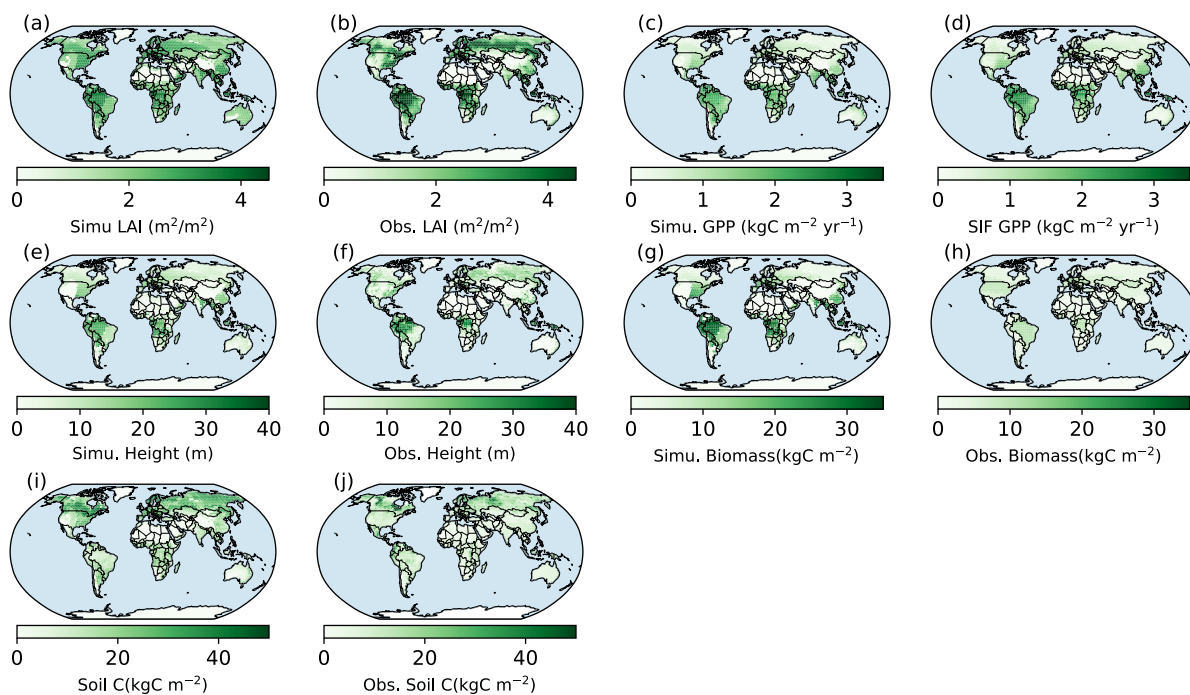 (a) (b) (c) (d)
0 2 4 0 2 4 0 1 2 3 0 1 2 3
Simu LAI (m²/m²) Obs. LAI (m²/m²) Simu. GPP (kgC m⁻² yr⁻¹) SIF GPP (kgC m⁻² yr⁻¹)
(e) (f) (g) (h)
0 10 20 30 40 0 10 20 30 40 0 10 20 30 0 10 20 30
Simu. Height (m) Obs. Height (m) Simu. Biomass(kgC m⁻²) Obs. Biomass(kgC m⁻²)
(i) (j)
0 20 40 0 20 40
Soil C(kgC m⁻²) Obs. Soil C(kgC m⁻²)